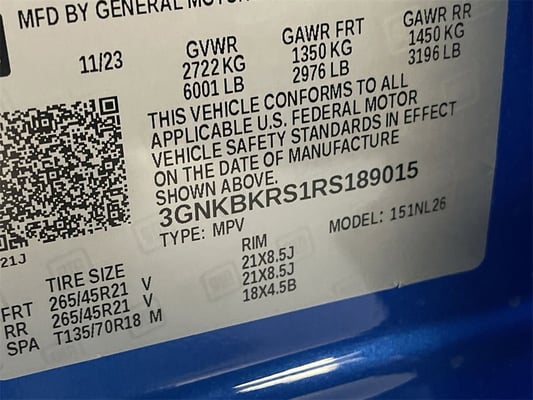 MFD BY GENERAL MOTOR
11/23
GVWR GAWR FRT GAWR RR
2722 KG 1350 KG 1450 KG
6001 LB 2976 LB 3196 LB
THIS VEHICLE CONFORMS TO ALL
APPLICABLE U.S. FEDERAL MOTOR
VEHICLE SAFETY STANDARDS IN EFFECT
ON THE DATE OF MANUFACTURE
SHOWN ABOVE.
3GNKBKRS1RS189015
TYPE: MPV MODEL: 151NL26
21J
TIRE SIZE RIM
FRT 265/45R21 V 21X8.5J
RR 265/45R21 V 21X8.5J
SPA T135/70R18 M 18X4.5B